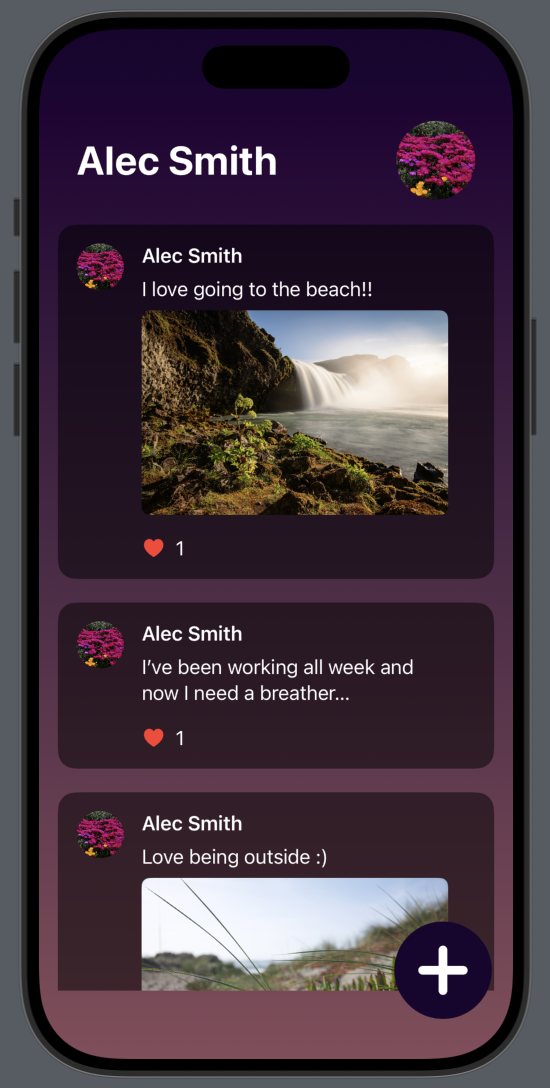 Alec Smith
Alec Smith
I love going to the beach!!
1
Alec Smith
I’ve been working all week and
now I need a breather...
1
Alec Smith
Love being outside :)